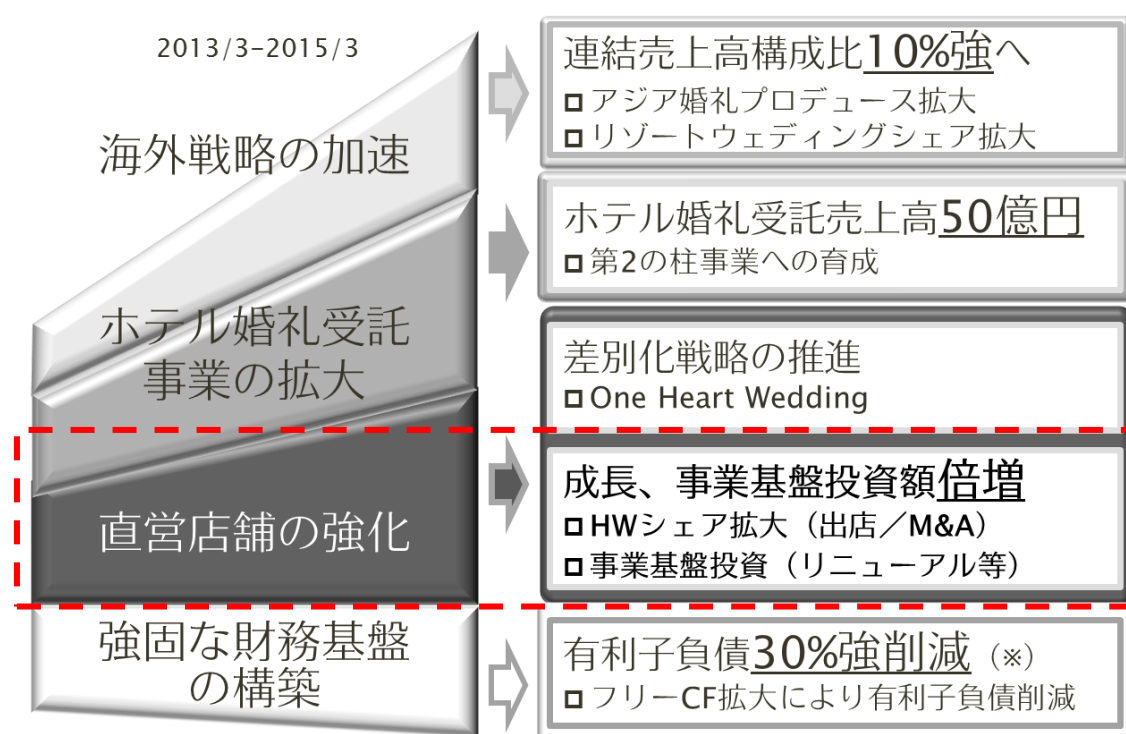 2013/3-2015/3
海外戦略の加速
連結売上高構成比10%強へ
アジア婚礼プロデュース拡大
リゾートウェディングシェア拡大
ホテル婚礼受託
事業の拡大
ホテル婚礼受託売上高50億円
第2の柱事業への育成
直営店舗の強化
差別化戦略の推進
One Heart Wedding
成長、事業基盤投資額倍増
HWシェア拡大（出店／M&A）
事業基盤投資（リニューアル等）
強固な財務基盤
の構築
有利子負債30%強削減（※）
フリーCF拡大により有利子負債削減